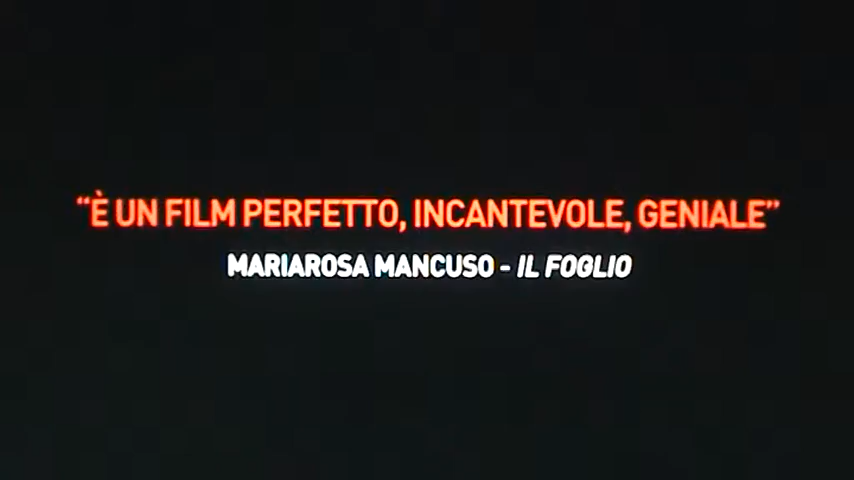 “È UN FILM PERFETTO, INCANTEVOLE, GENIALE”
MARIAROSA MANCUSO - IL FOGLIO